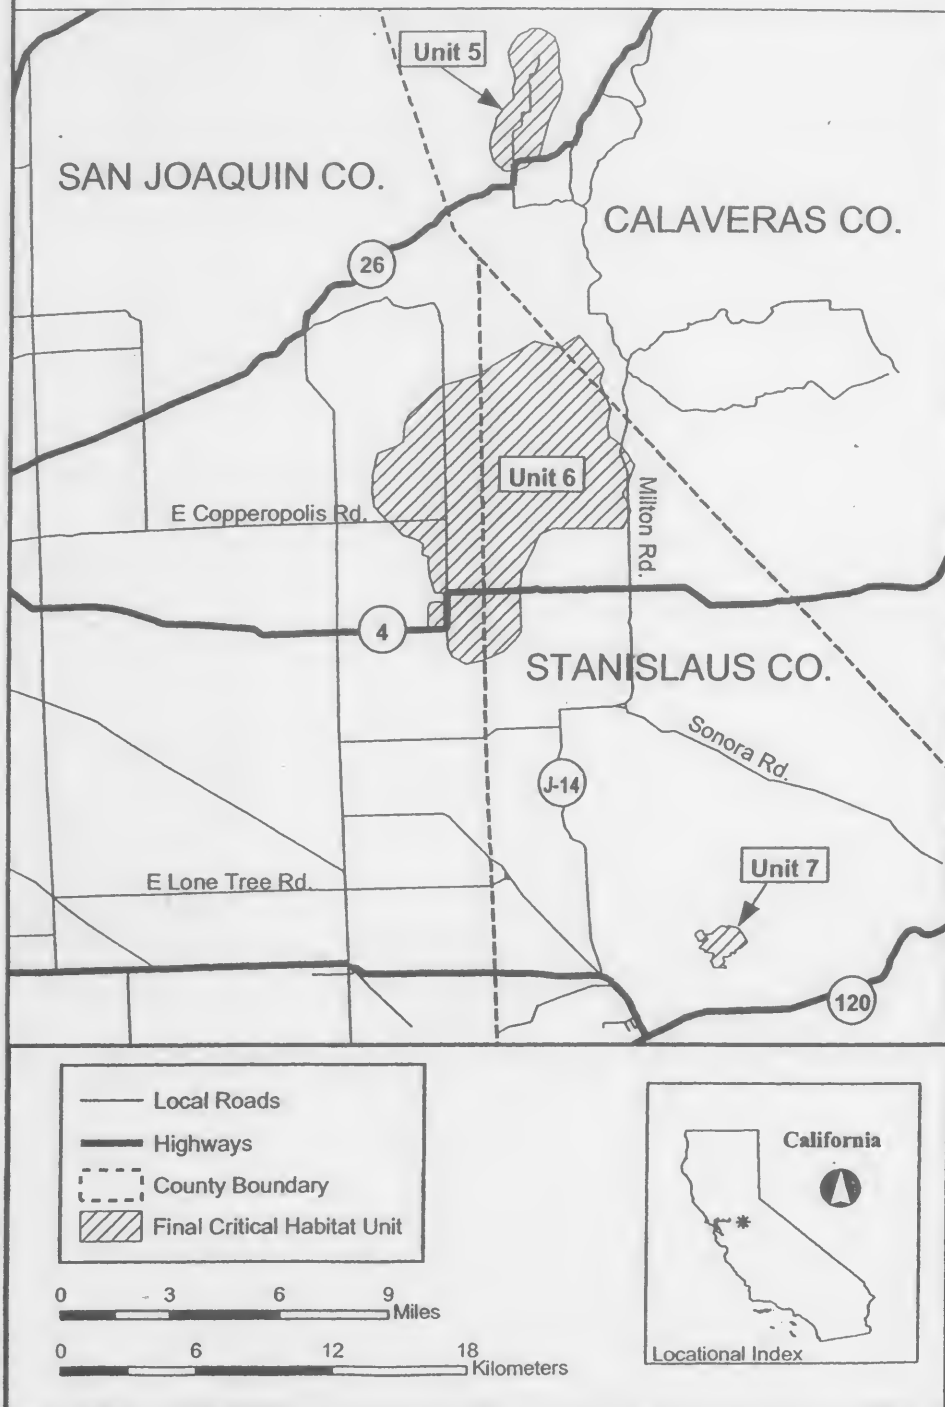 Unit 5
SAN JOAQUIN CO.
CALAVERAS CO.
26
Unit 6
E Copperopolis Rd.
Milton Rd.
4
STANISLAUS CO.
Sonora Rd.
J-14
Unit 7
E Lone Tree Rd.
120
Local Roads
Highways
County Boundary
Final Critical Habitat Unit
0 3 6 9
Miles
0 6 12 18
Kilometers
California
Locational Index